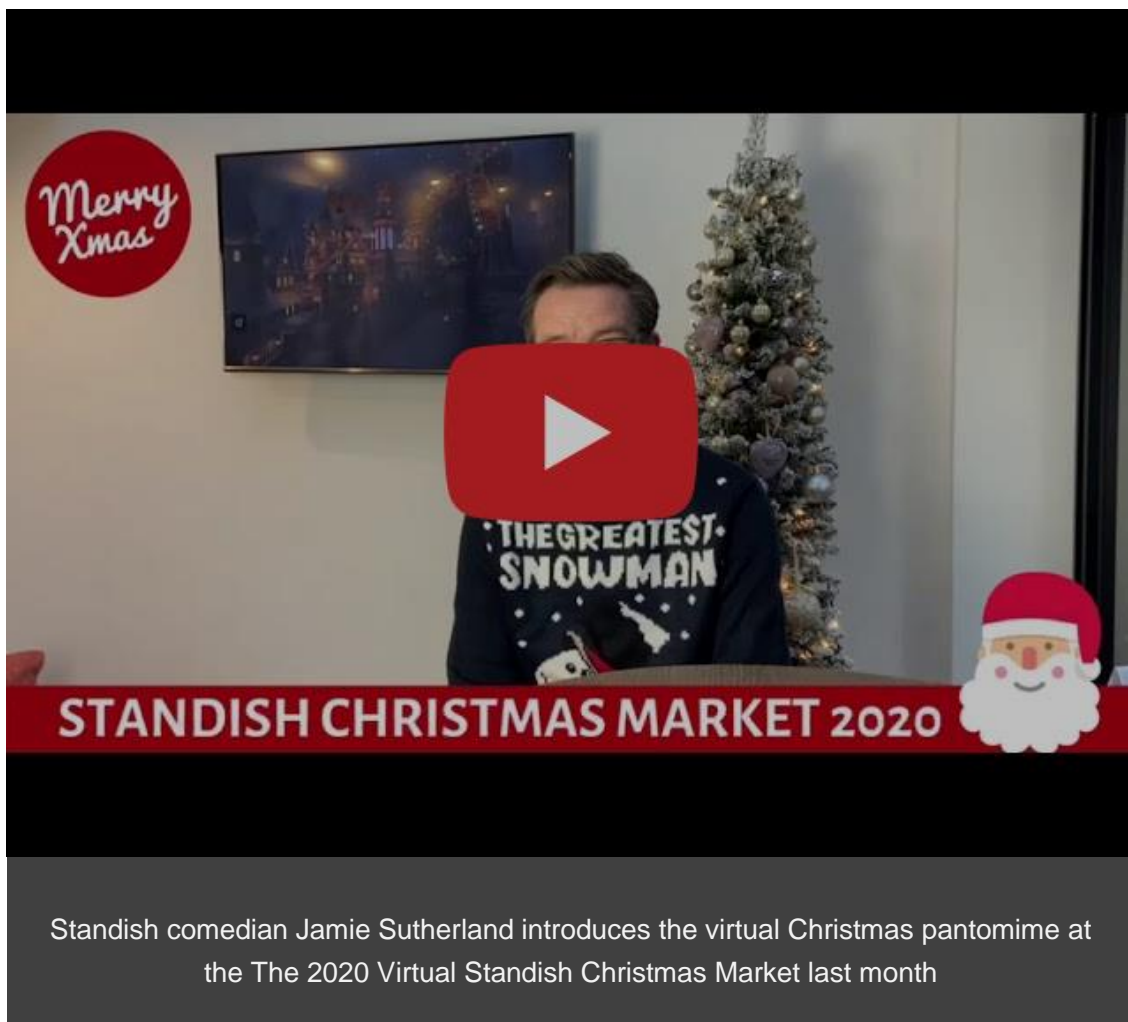 Merry
Xmas
THE GREATEST
SNOWMAN
STANDISH CHRISTMAS MARKET 2020
Standish comedian Jamie Sutherland introduces the virtual Christmas pantomime at
the The 2020 Virtual Standish Christmas Market last month